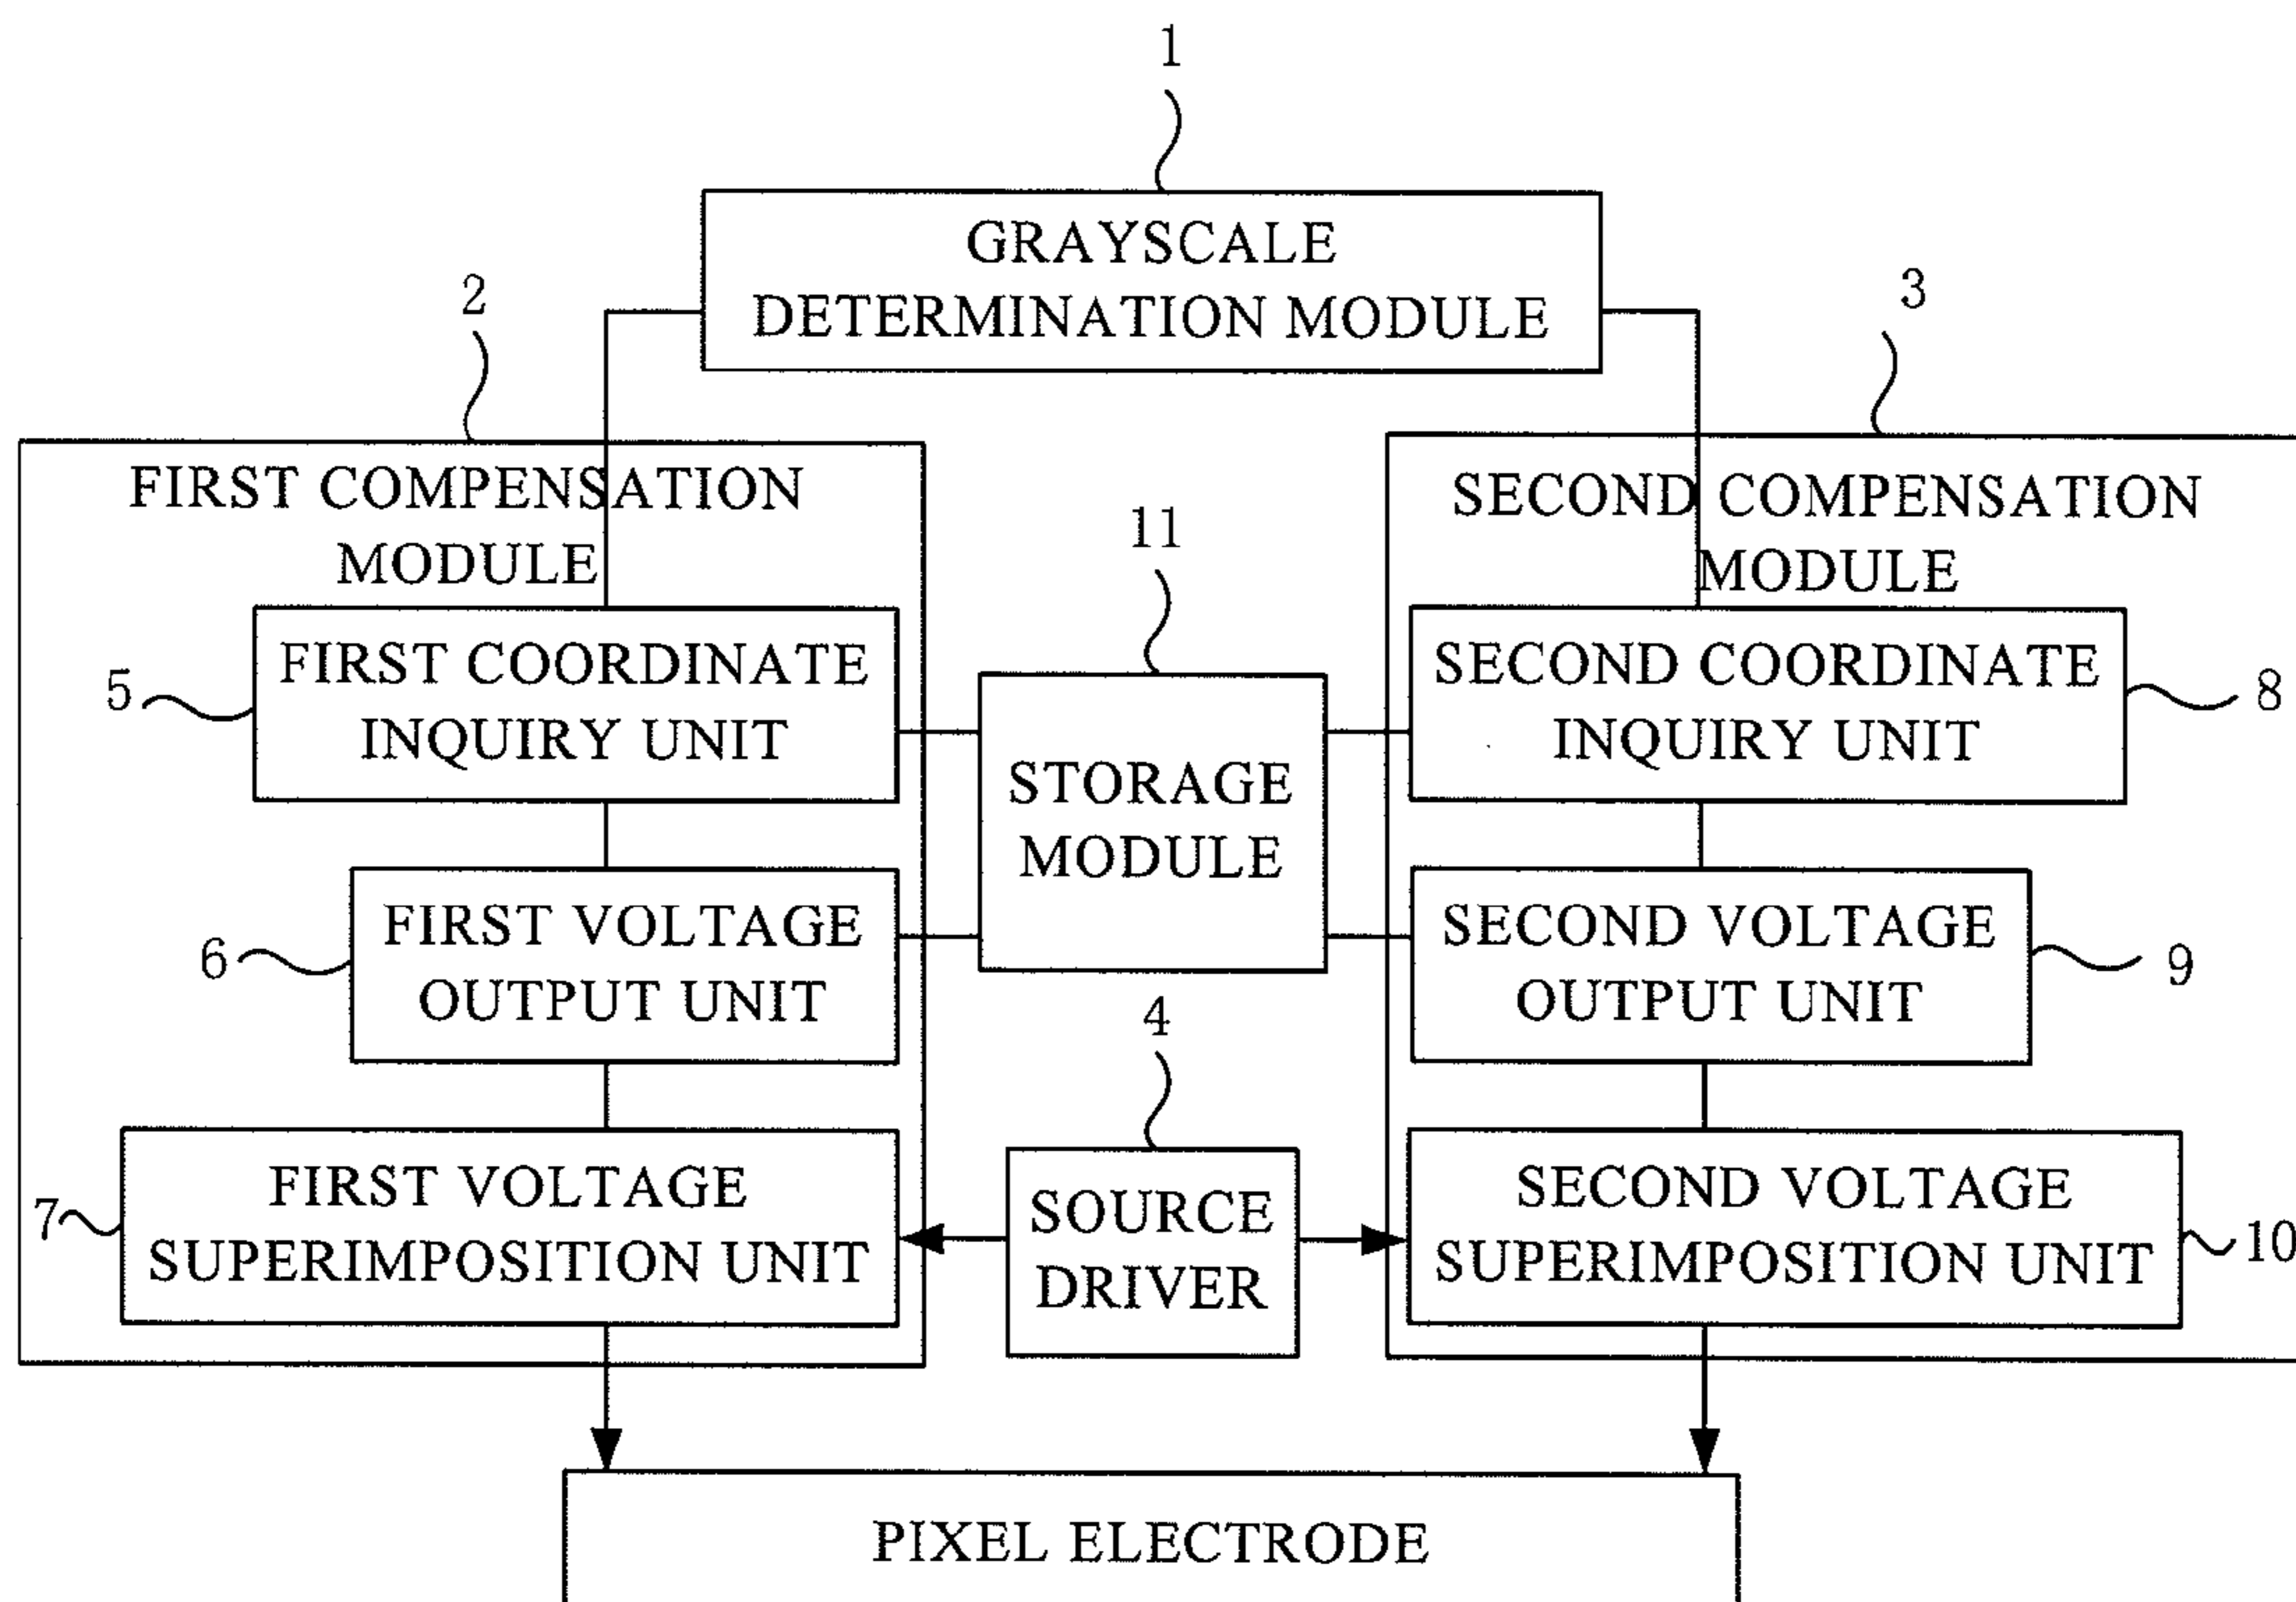 1
GRAYSCALE
DETERMINATION MODULE
2
3
FIRST COMPENSATION
MODULE
SECOND COMPENSATION
MODULE
11
5
FIRST COORDINATE
INQUIRY UNIT
STORAGE
MODULE
SECOND COORDINATE
INQUIRY UNIT
8
6
FIRST VOLTAGE
OUTPUT UNIT
SECOND VOLTAGE
OUTPUT UNIT
9
4
7
FIRST VOLTAGE
SUPERIMPOSITION UNIT
SOURCE
DRIVER
SECOND VOLTAGE
SUPERIMPOSITION UNIT
10
PIXEL ELECTRODE